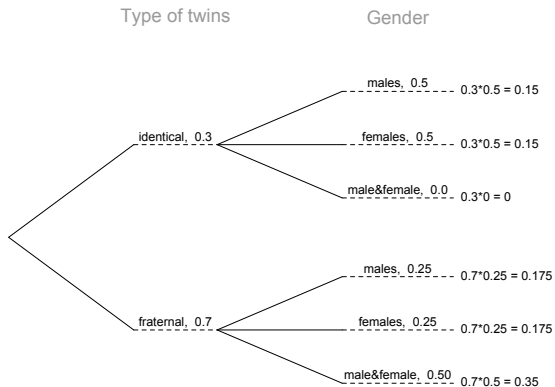 Type of twins
Gender
males, 0.5
0.3*0.5 = 0.15
identical, 0.3
females, 0.5
0.3*0.5 = 0.15
male&female, 0.0
0.3*0 = 0
males, 0.25
0.7*0.25 = 0.175
fraternal, 0.7
females, 0.25
0.7*0.25 = 0.175
male&female, 0.50
0.7*0.5 = 0.35